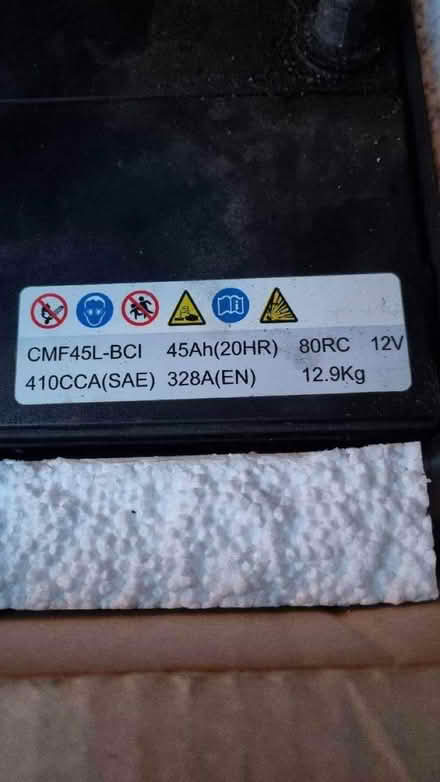 CMF45L-BCI 45Ah(20HR) 80RC 12V
410CCA(SAE) 328A(EN) 12.9Kg